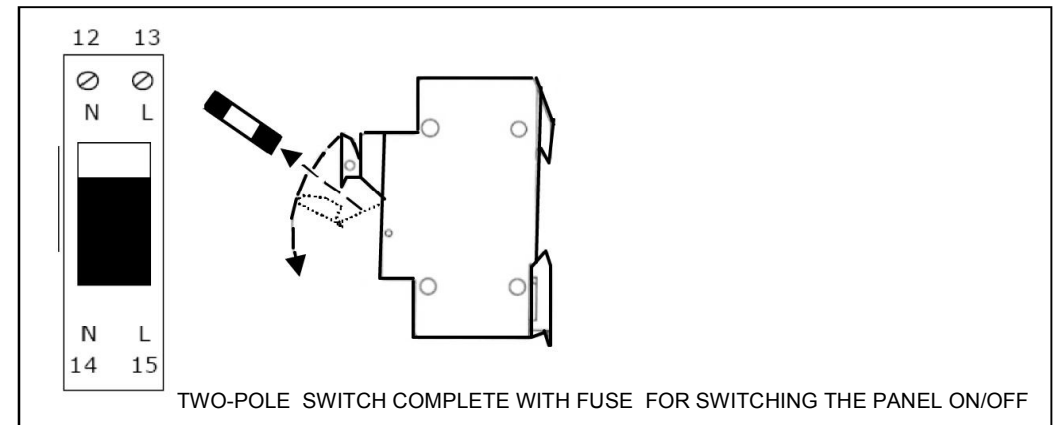 12 13
N L
N L
14 15
TWO-POLE SWITCH COMPLETE WITH FUSE FOR SWITCHING THE PANEL ON/OFF